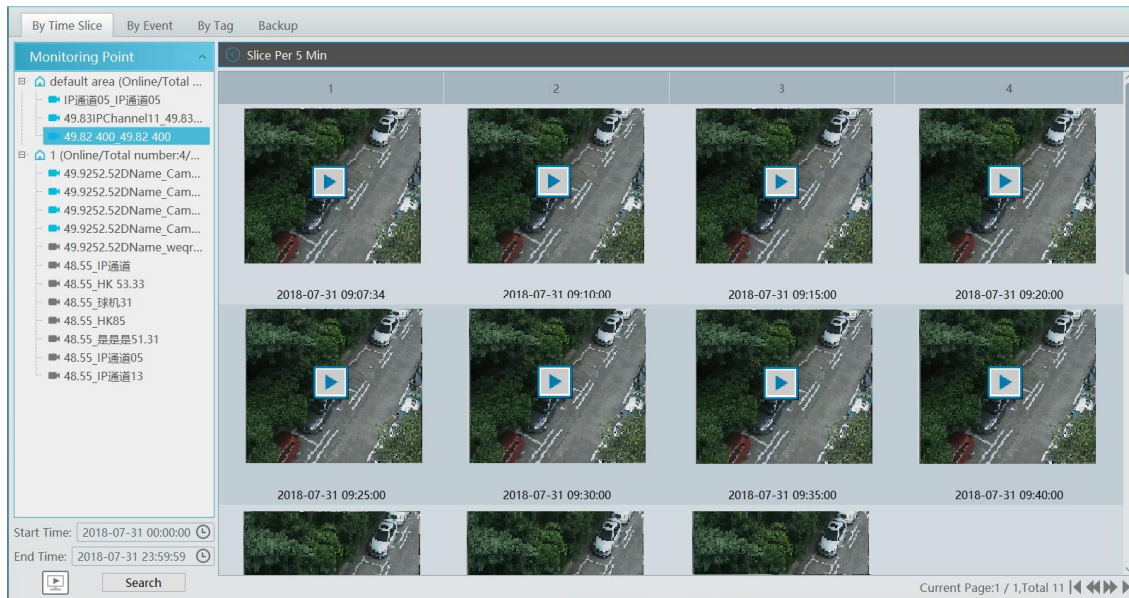 By Time Slice By Event By Tag Backup
Monitoring Point
Slice Per 5 Min
default area (Online/Total ...
IP通道05_IP通道05
49.83IPChannel11_49.83...
49.82 400_49.82 400
1 (Online/Total number:4/...
49.9252.52DName_Cam...
49.9252.52DName_Cam...
49.9252.52DName_Cam...
49.9252.52DName_Cam...
49.9252.52DName_weqr...
48.55_IP通道
48.55_HK 53.33
48.55_球机31
48.55_HK85
48.55_是是是51.31
48.55_IP通道05
48.55_IP通道13
Start Time: 2018-07-31 00:00:00
End Time: 2018-07-31 23:59:59
Search
1 2 3 4
2018-07-31 09:07:34 2018-07-31 09:10:00 2018-07-31 09:15:00 2018-07-31 09:20:00
2018-07-31 09:25:00 2018-07-31 09:30:00 2018-07-31 09:35:00 2018-07-31 09:40:00
Current Page:1 / 1,Total 11